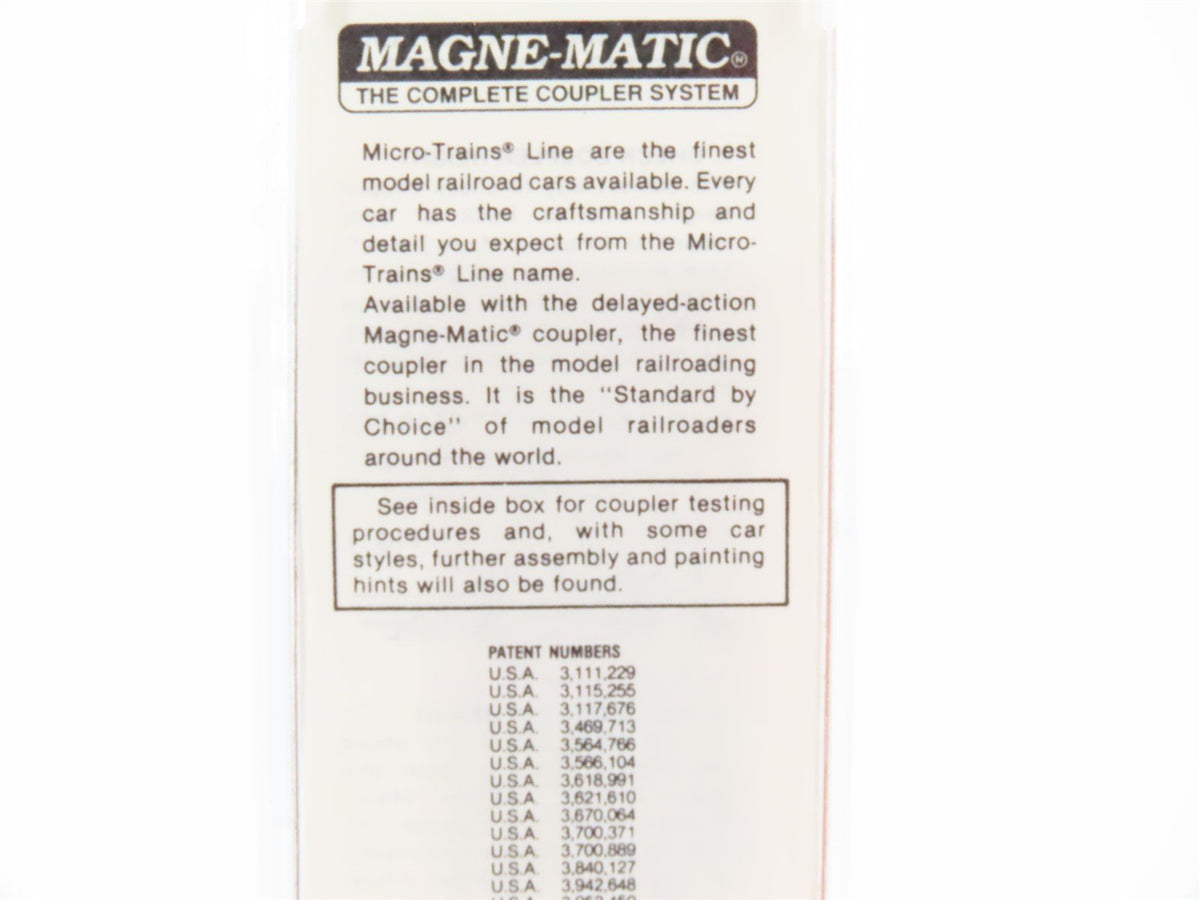 MAGNE-MATIC®
THE COMPLETE COUPLER SYSTEM
Micro-Trains® Line are the finest
model railroad cars available. Every
car has the craftsmanship and
detail you expect from the Micro-
Trains® Line name.
Available with the delayed-action
Magne-Matic® coupler, the finest
coupler in the model railroading
business. It is the "Standard by
Choice" of model railroaders
around the world.
See inside box for coupler testing
procedures and, with some car
styles, further assembly and painting
hints will also be found.
PATENT NUMBERS
U.S.A. 3,111,229
U.S.A. 3,115,255
U.S.A. 3,117,676
U.S.A. 3,469,713
U.S.A. 3,564,766
U.S.A. 3,566,104
U.S.A. 3,618,991
U.S.A. 3,621,610
U.S.A. 3,670,064
U.S.A. 3,700,371
U.S.A. 3,700,889
U.S.A. 3,840,127
U.S.A. 3,942,648